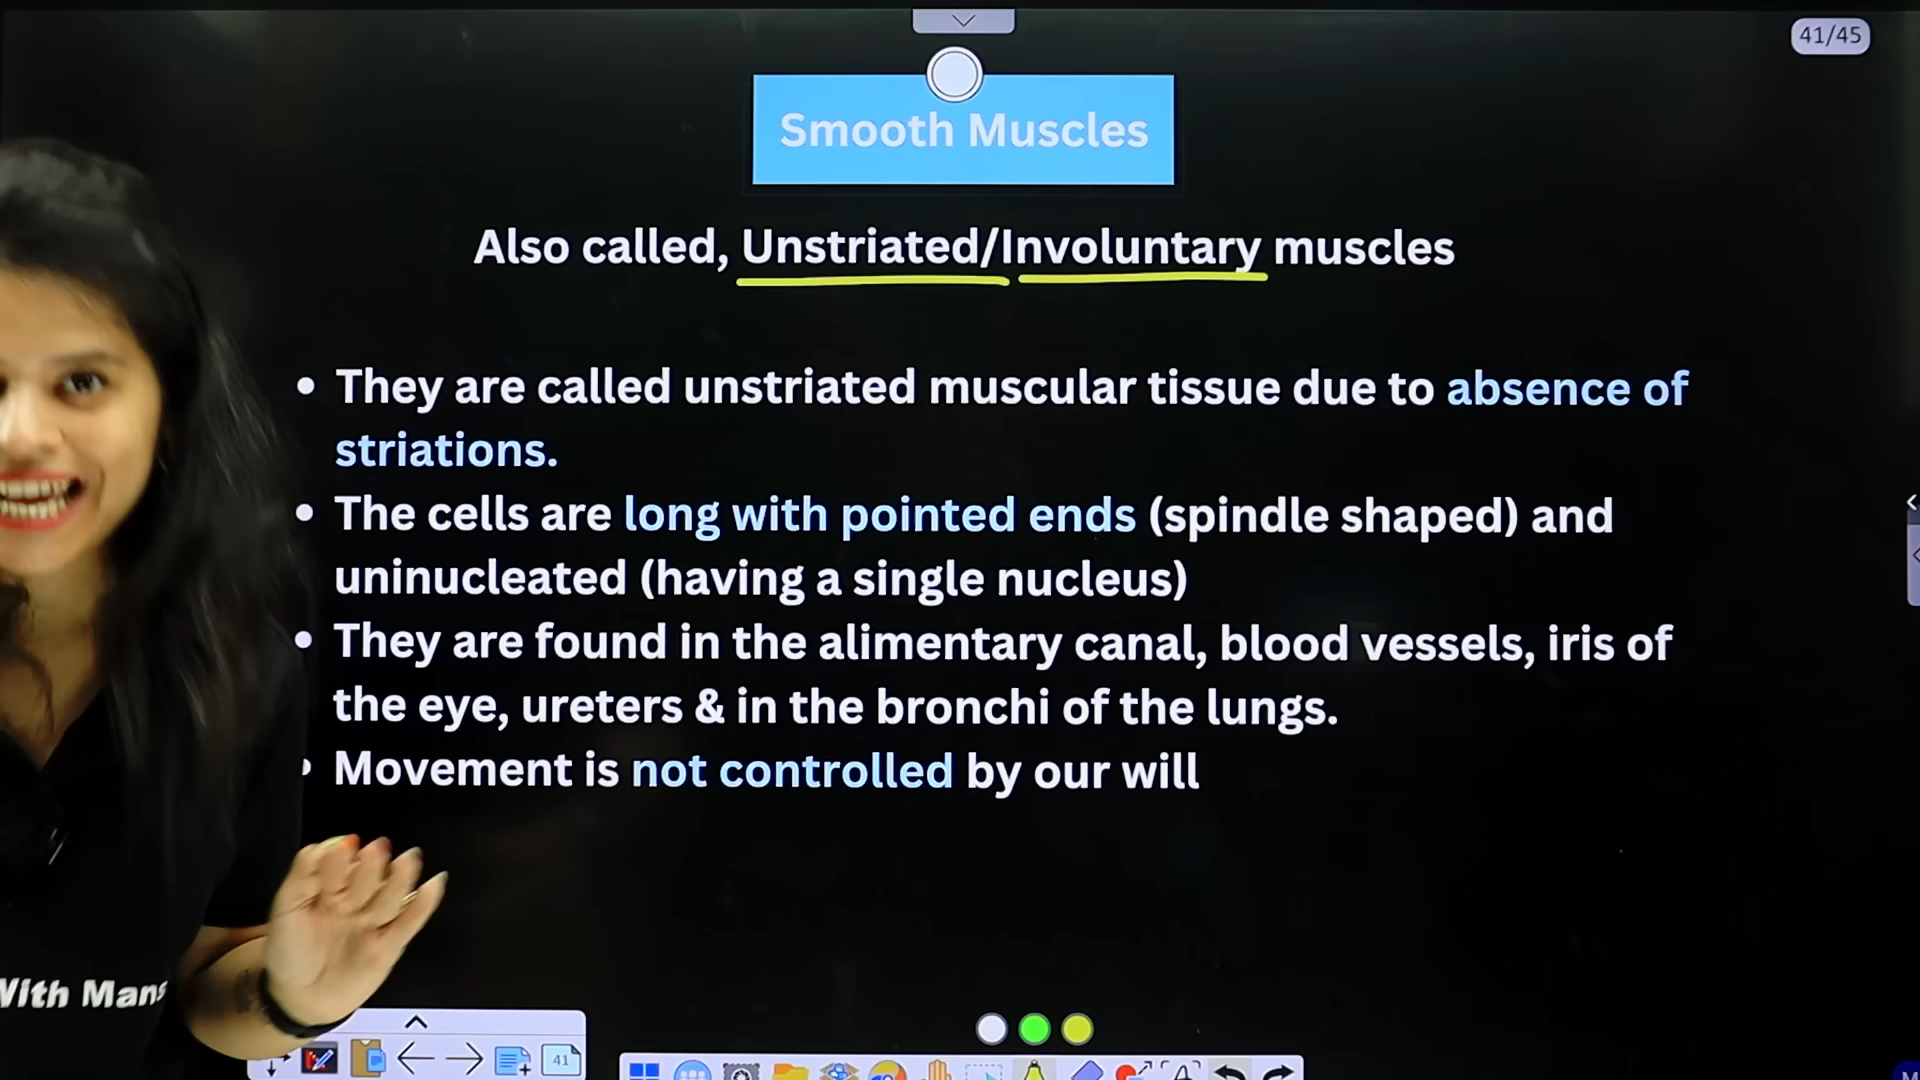 41/45
Smooth Muscles
Also called, Unstriated/Involuntary muscles
• They are called unstriated muscular tissue due to absence of
striations.
• The cells are long with pointed ends (spindle shaped) and
uninucleated (having a single nucleus)
• They are found in the alimentary canal, blood vessels, iris of
the eye, ureters & in the bronchi of the lungs.
• Movement is not controlled by our will
With Mans
41